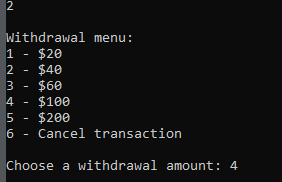 2
Withdrawal menu:
1 - $20
2 - $40
3 - $60
4 - $100
5 - $200
6 - Cancel transaction
Choose a withdrawal amount: 4